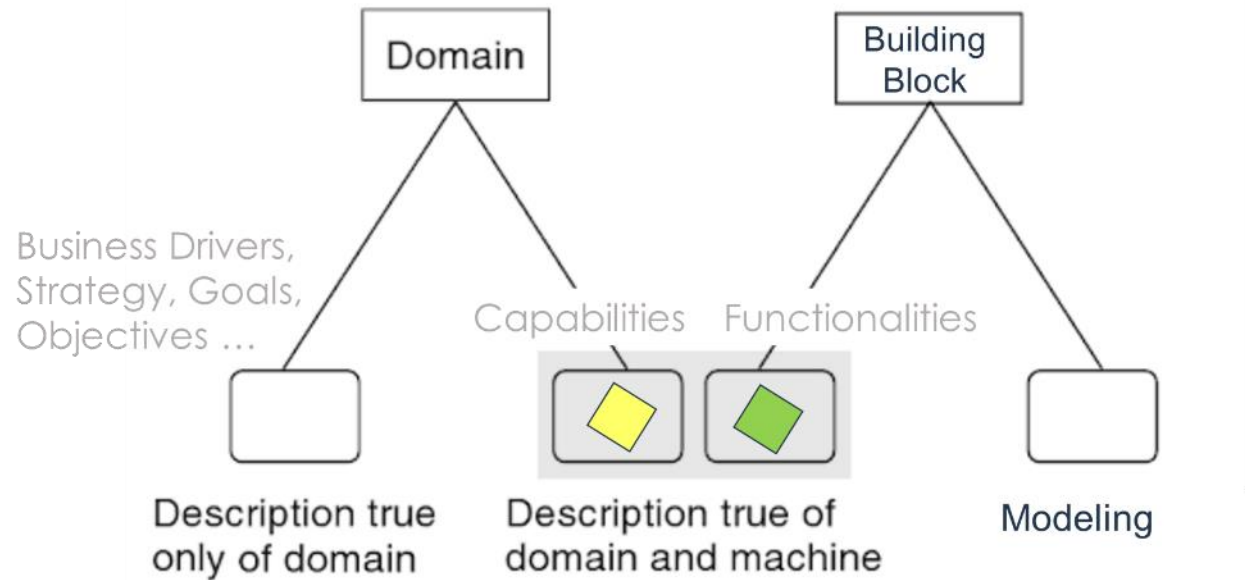 Domain
Building
Block
Business Drivers,
Strategy, Goals,
Objectives …
Capabilities
Functionalities
Description true
only of domain
Description true of
domain and machine
Modeling